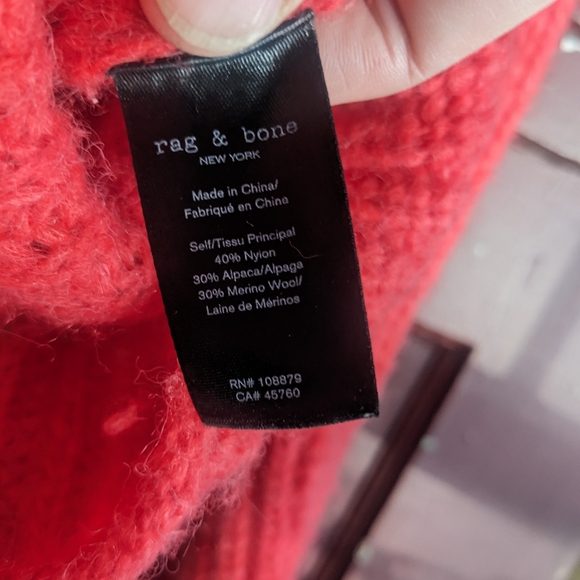 rag & bone
NEW YORK
Made in China/
Fabriqué en China
Self/Tissu Principal
40% Nylon
30% Alpaca/Alpaga
30% Merino Wool/
Laine de Mérinos
RN# 108879
CA# 45760